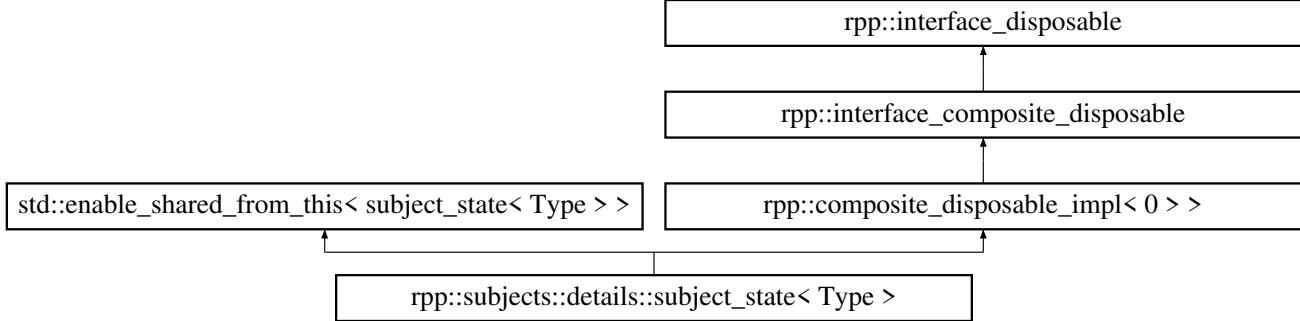 rpp::interface_disposable
rpp::interface_composite_disposable
std::enable_shared_from_this< subject_state< Type > >
rpp::composite_disposable_impl< 0 > >
rpp::subjects::details::subject_state< Type >